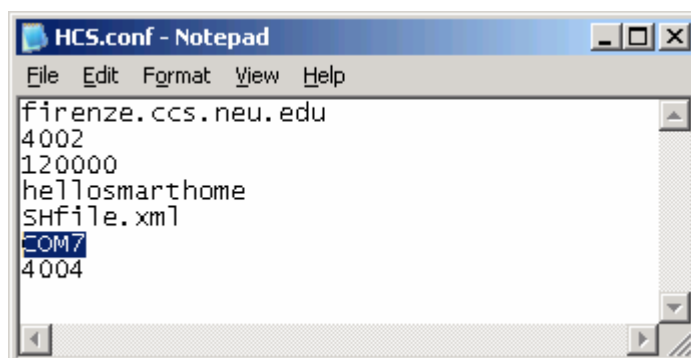 HCS.conf - Notepad
File Edit Format View Help
firenze.ccs.neu.edu
4002
120000
hellosmarthome
SHfile.xml
COM7
4004